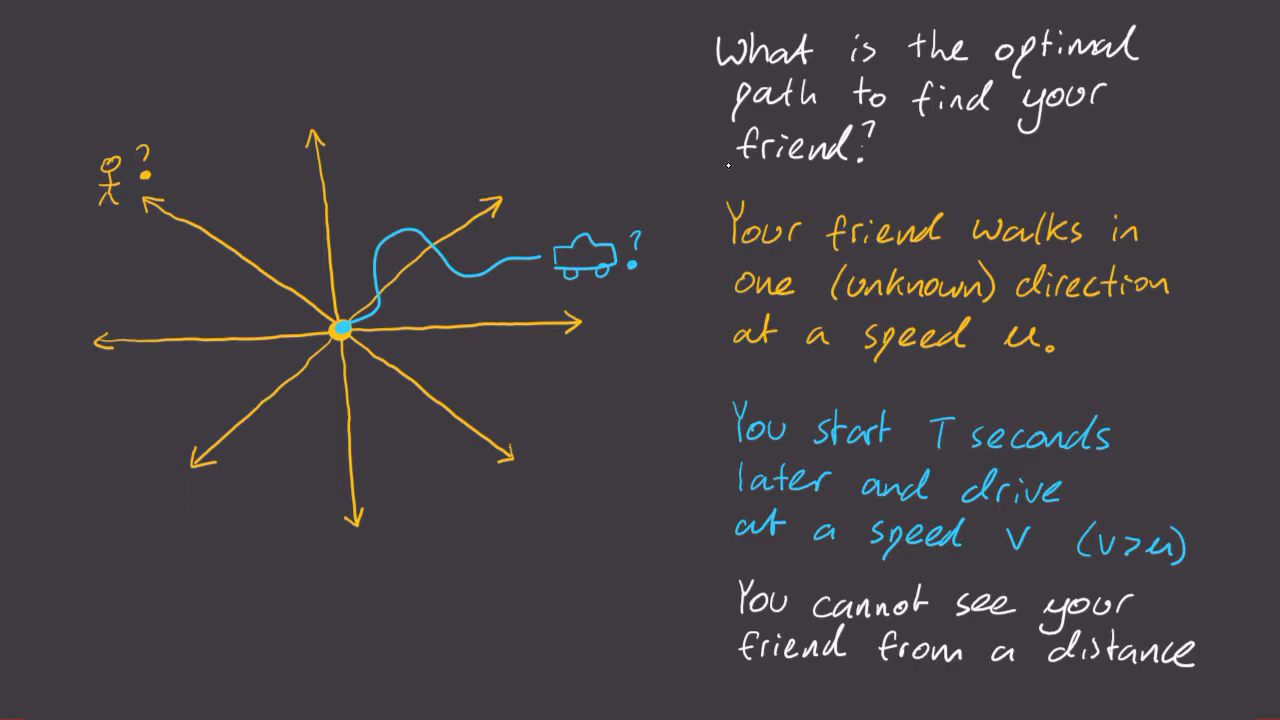 What is the optimal
path to find your
friend?
?
?
Your friend walks in
one (unknown) direction
at a speed u.
You start T seconds
later and drive
at a speed v (v>u)
You cannot see your
friend from a distance